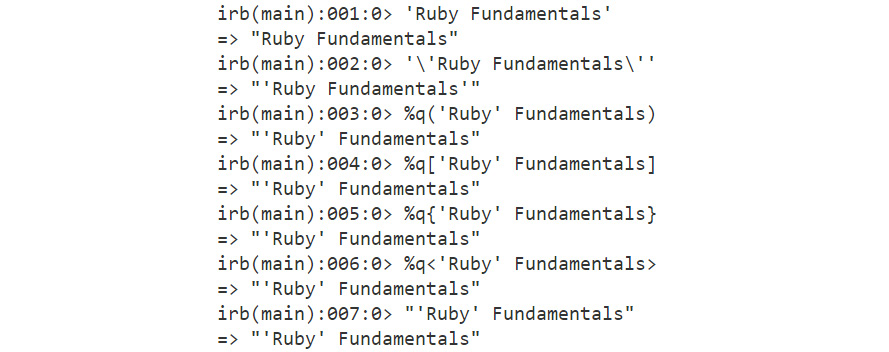 irb(main):001:0> 'Ruby Fundamentals'
=> "Ruby Fundamentals"
irb(main):002:0> '\'Ruby Fundamentals\''
=> "'Ruby Fundamentals'"
irb(main):003:0> %q('Ruby' Fundamentals)
=> "'Ruby' Fundamentals"
irb(main):004:0> %q['Ruby' Fundamentals]
=> "'Ruby' Fundamentals"
irb(main):005:0> %q{'Ruby' Fundamentals}
=> "'Ruby' Fundamentals"
irb(main):006:0> %q<'Ruby' Fundamentals>
=> "'Ruby' Fundamentals"
irb(main):007:0> "'Ruby' Fundamentals"
=> "'Ruby' Fundamentals"